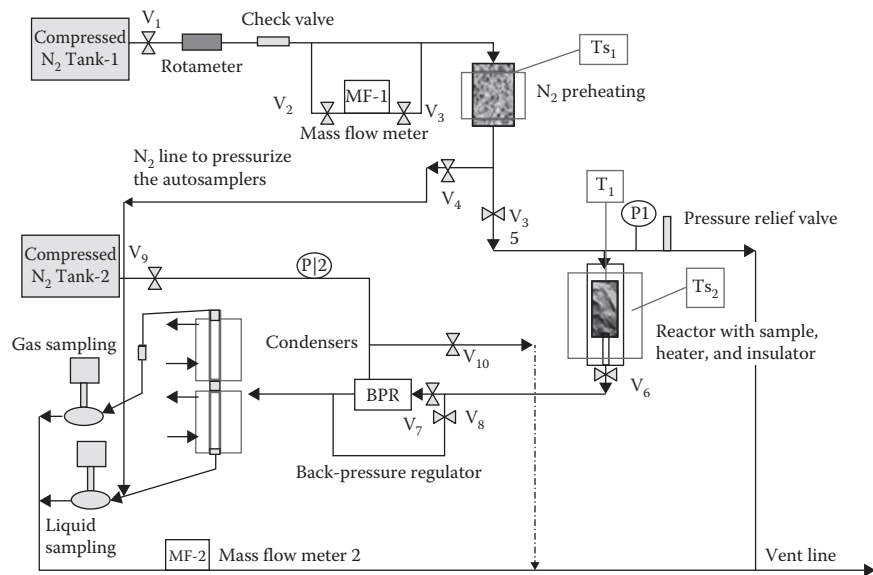 Compressed
N₂ Tank-1
V₁
Rotameter
Check valve
V₂
MF-1
V₃
Mass flow meter
Ts₁
N₂ preheating
N₂ line to pressurize
the autosamplers
V₄
V₃
5
T₁
P1
Pressure relief valve
Compressed
N₂ Tank-2
V₉
P|2
Ts₂
Reactor with sample,
heater, and insulator
Gas sampling
Condensers
V₁₀
BPR
V₇
V₈
V₆
Back-pressure regulator
Liquid
sampling
MF-2
Mass flow meter 2
Vent line